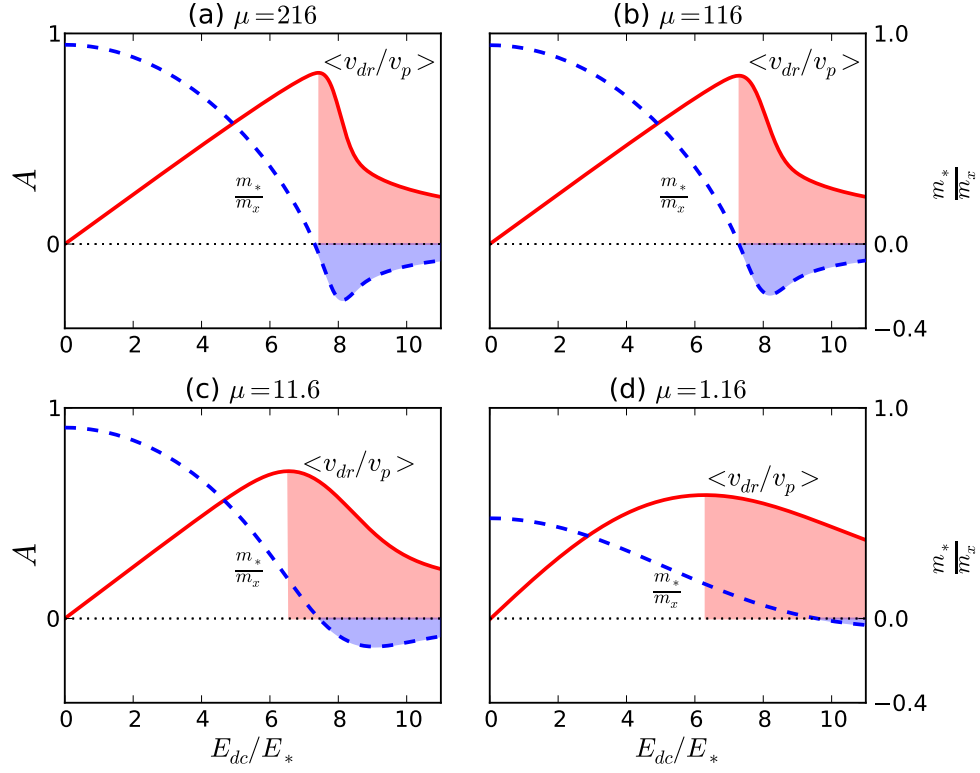 (a) μ=216
(b) μ=116
1
1.0
<v_dr/v_p>
<v_dr/v_p>
A
m_*/m_x
m_*/m_x
m_*/m_x
0
0.0
−0.4
0 2 4 6 8 10
0 2 4 6 8 10
(c) μ=11.6
(d) μ=1.16
1
1.0
<v_dr/v_p>
<v_dr/v_p>
A
m_*/m_x
m_*/m_x
m_*/m_x
0
0.0
−0.4
0 2 4 6 8 10
0 2 4 6 8 10
E_dc/E_*
E_dc/E_*